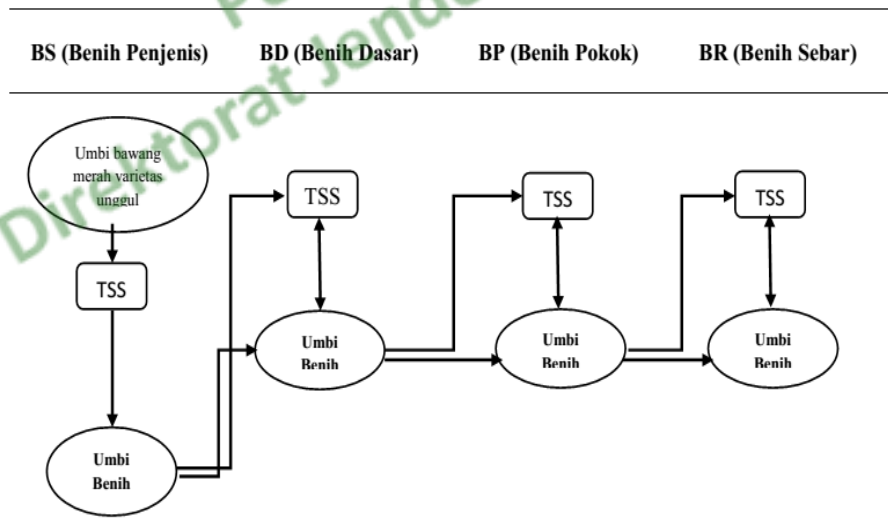 BS (Benih Penjenis) BD (Benih Dasar) BP (Benih Pokok) BR (Benih Sebar)
Umbi bawang
merah varietas
unggul
TSS
Umbi
Benih
TSS
Umbi
Benih
TSS
Umbi
Benih
TSS
Umbi
Benih
Direktorat